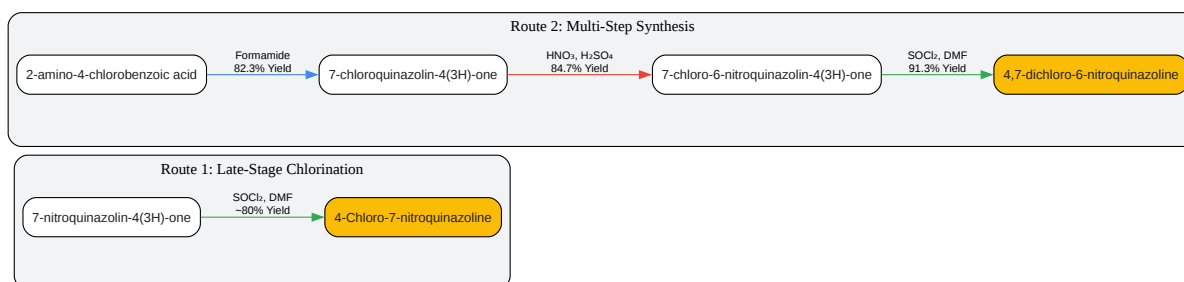 Route 2: Multi-Step Synthesis
2-amino-4-chlorobenzoic acid
Formamide
82.3% Yield
7-chloroquinazolin-4(3H)-one
HNO₃, H₂SO₄
84.7% Yield
7-chloro-6-nitroquinazolin-4(3H)-one
SOCl₂, DMF
91.3% Yield
4,7-dichloro-6-nitroquinazoline
Route 1: Late-Stage Chlorination
7-nitroquinazolin-4(3H)-one
SOCl₂, DMF
~80% Yield
4-Chloro-7-nitroquinazoline